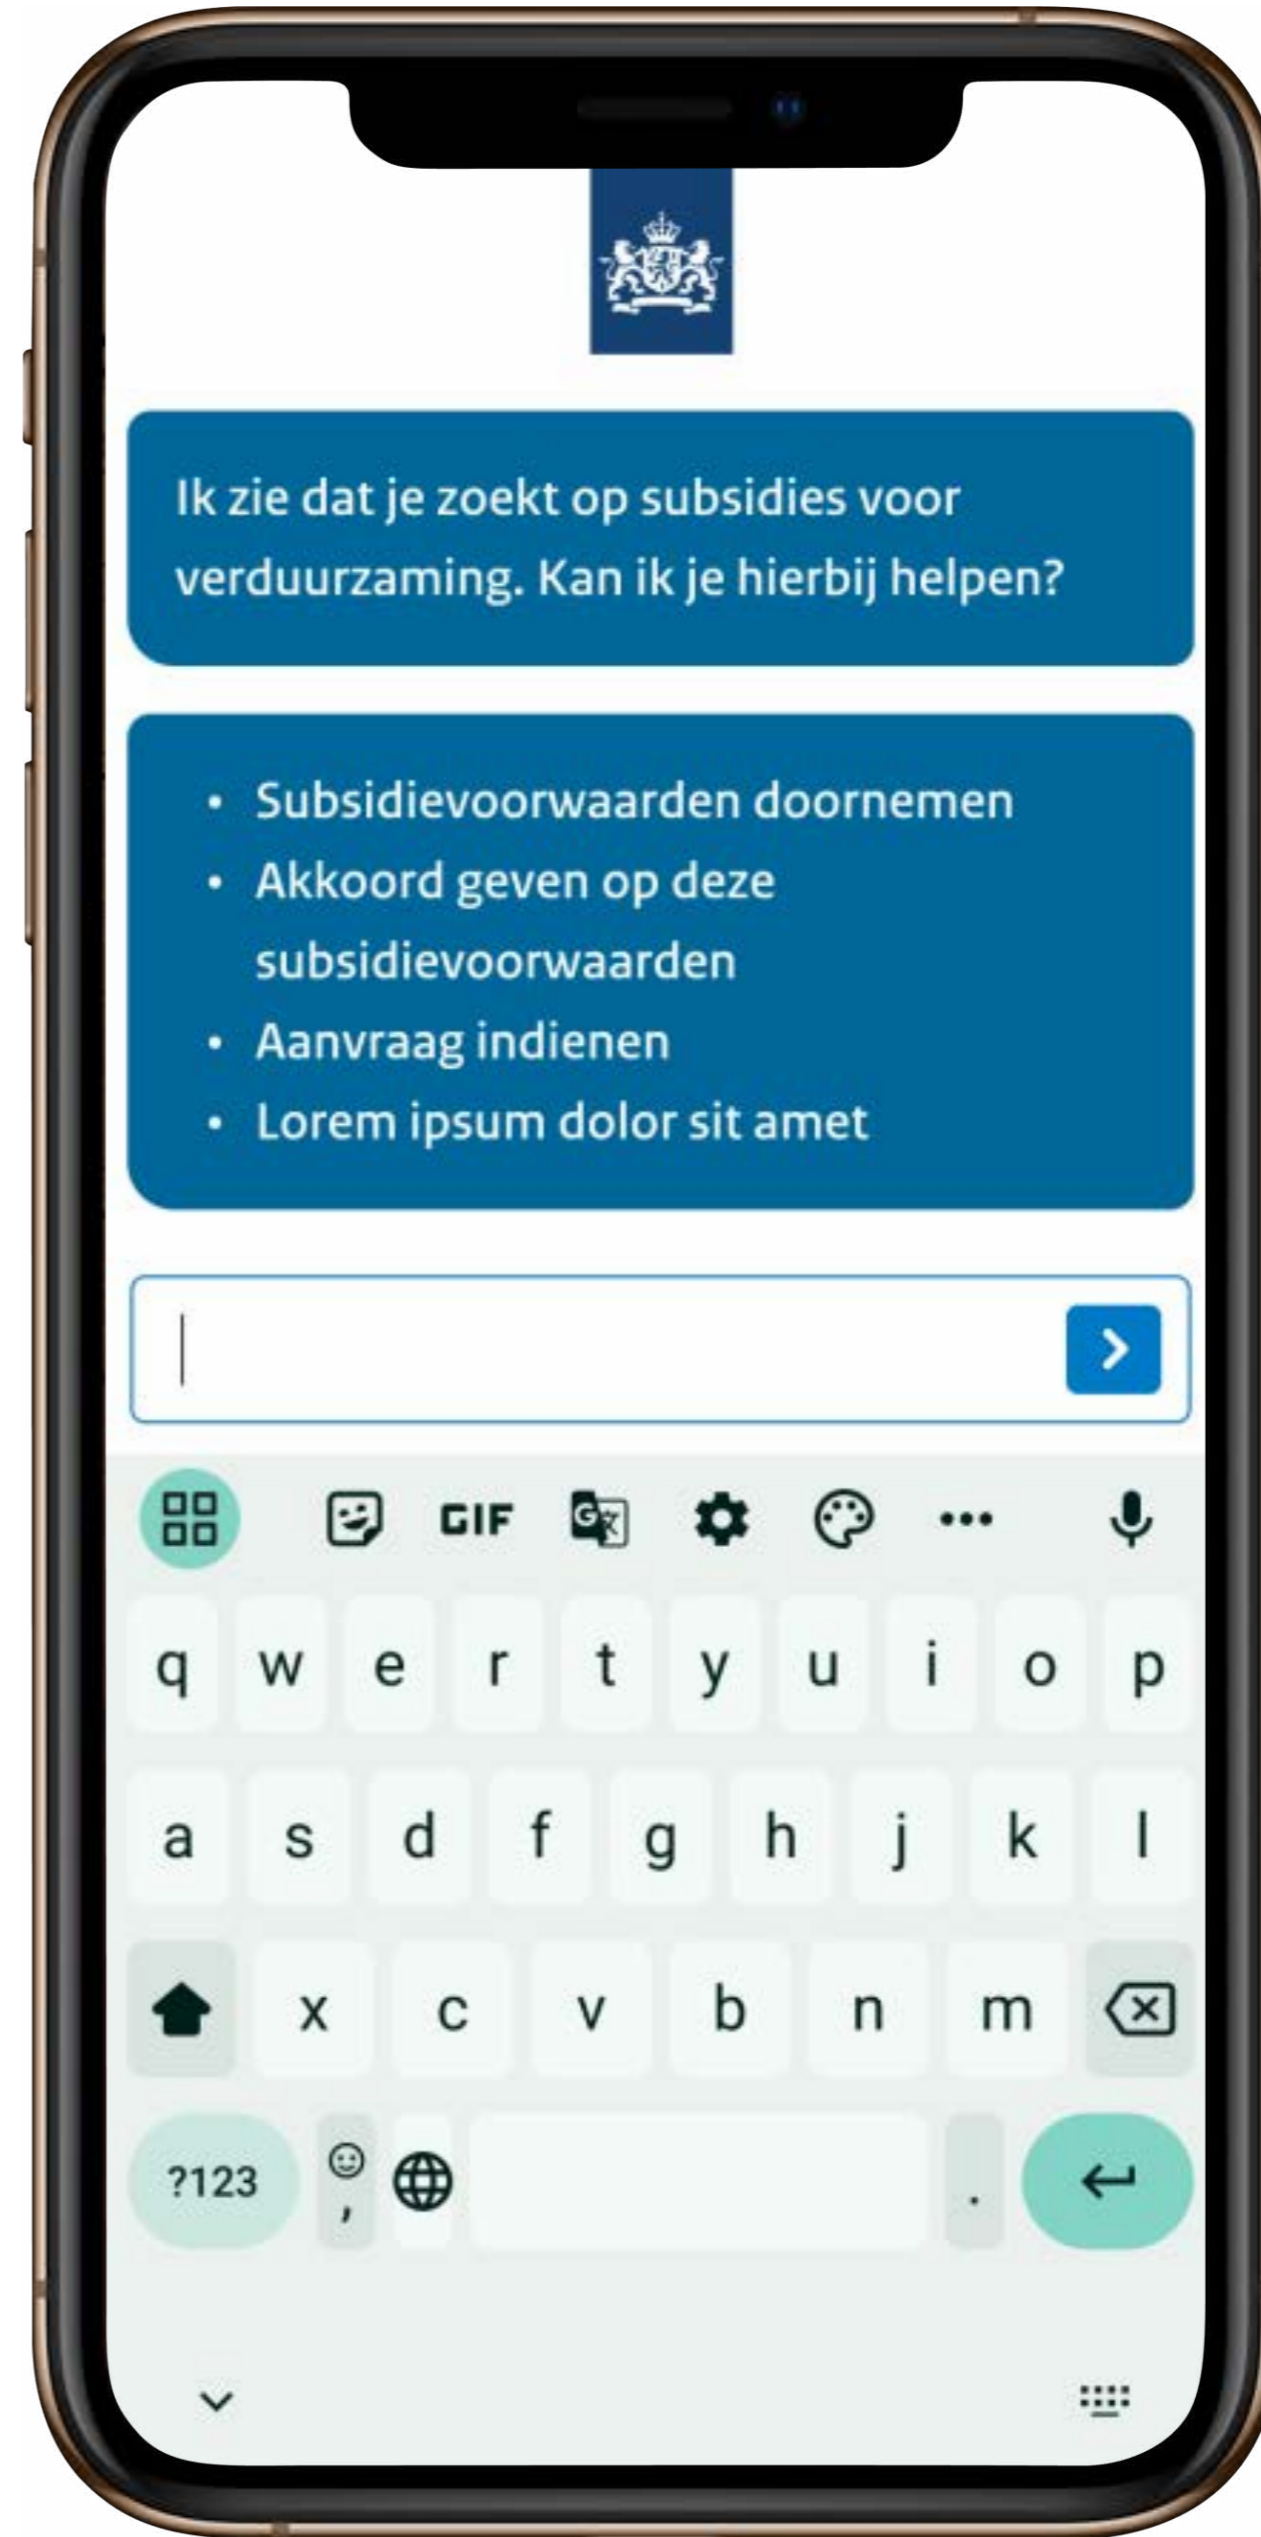 Ik zie dat je zoekt op subsidies voor
verduurzaming. Kan ik je hierbij helpen?
• Subsidievoorwaarden doornemen
• Akkoord geven op deze
subsidievoorwaarden
• Aanvraag indienen
• Lorem ipsum dolor sit amet
GIF
q w e r t y u i o p
a s d f g h j k l
x c v b n m
?123 , .